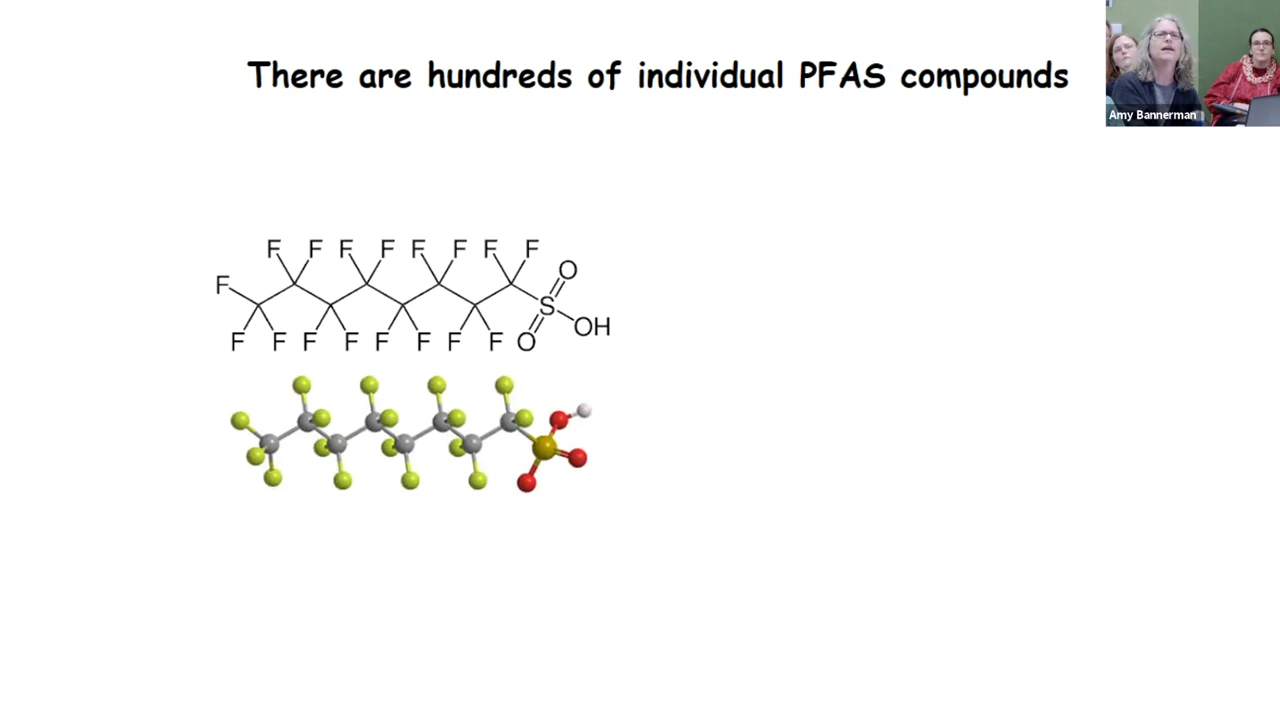 There are hundreds of individual PFAS compounds
Amy Bannerman
F F F F F F F F
F
O
S
OH
F F F F F F F F O